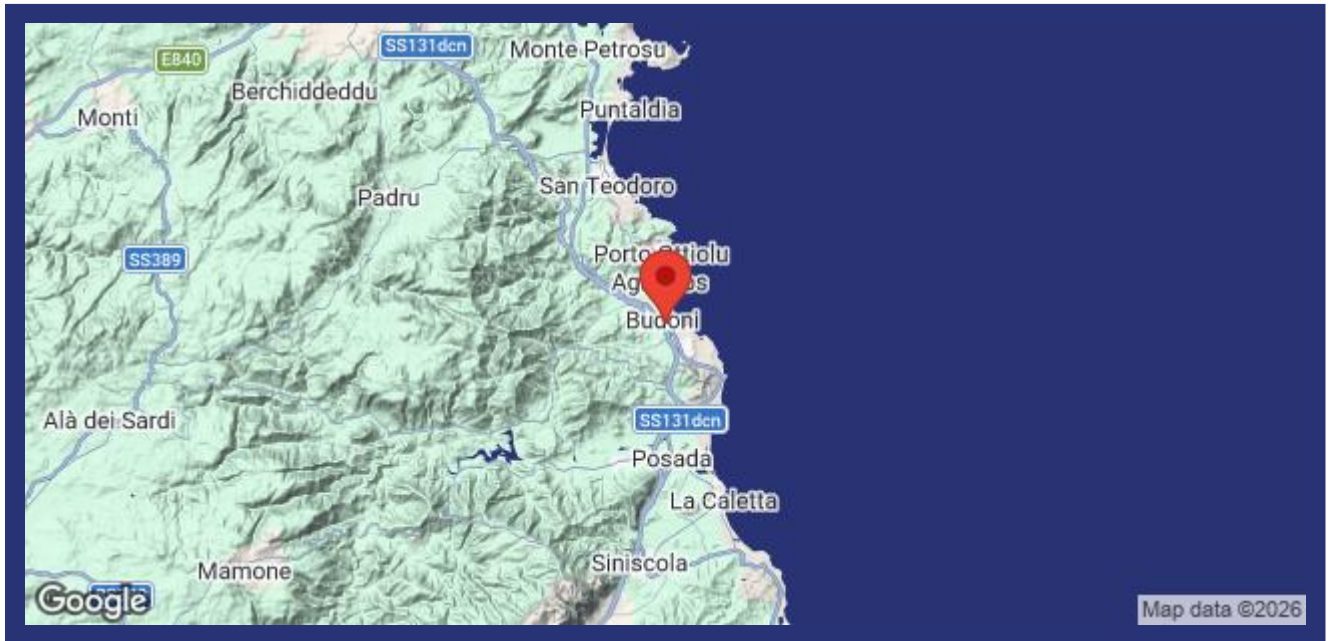 SS131dcn
Monte Petrosu
E840
Berchiddeddu
Puntaldia
Monti
San Teodoro
Padru
Porto
SS389
Budoni
Alà dei Sardi
SS131dcn
Posada
La Caletta
Siniscola
Mamone
Google
Map data ©2026